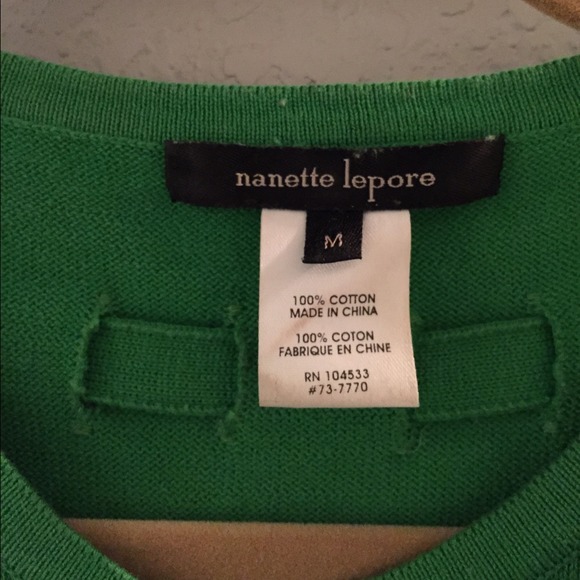 nanette lepore
M
100% COTTON
MADE IN CHINA
100% COTON
FABRIQUE EN CHINE
RN 104533
#73-7770